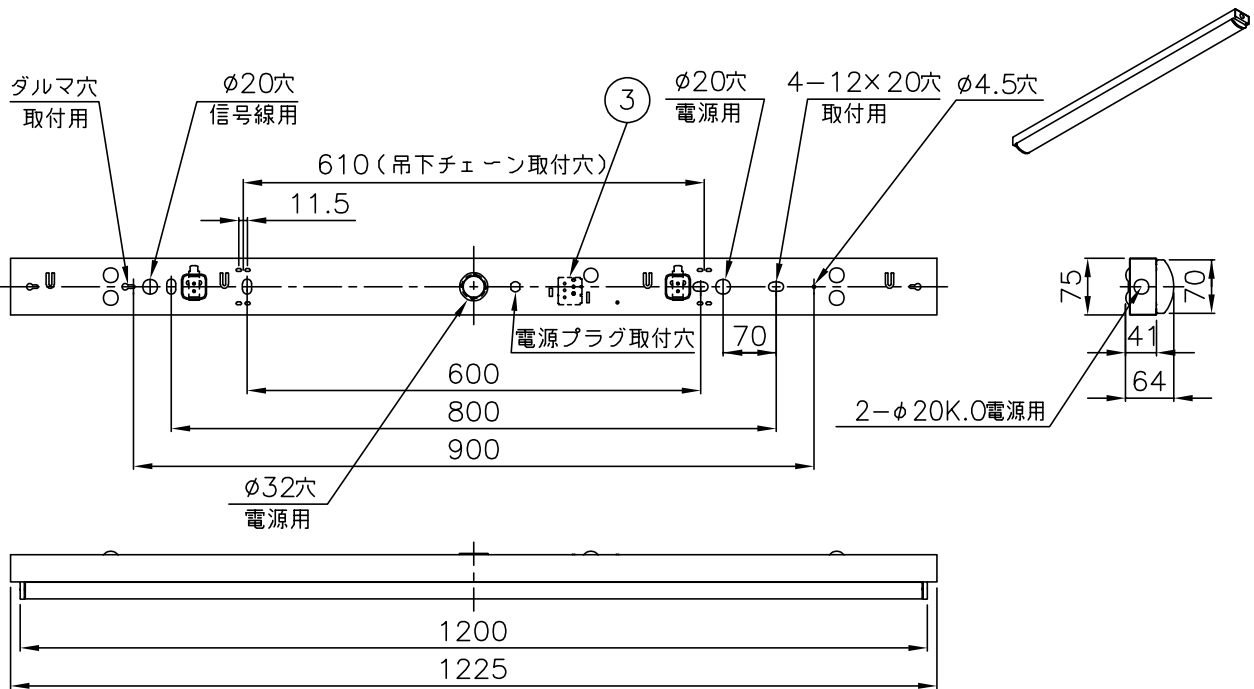 ダルマ穴
取付用
φ20穴
信号線用
3
φ20穴
電源用
4-12×20穴
取付用
φ4.5穴
610(吊下チェーン取付穴)
11.5
電源プラグ取付穴
70
600
800
900
φ32穴
電源用
75
70
41
64
2-φ20K.O電源用
1200
1225